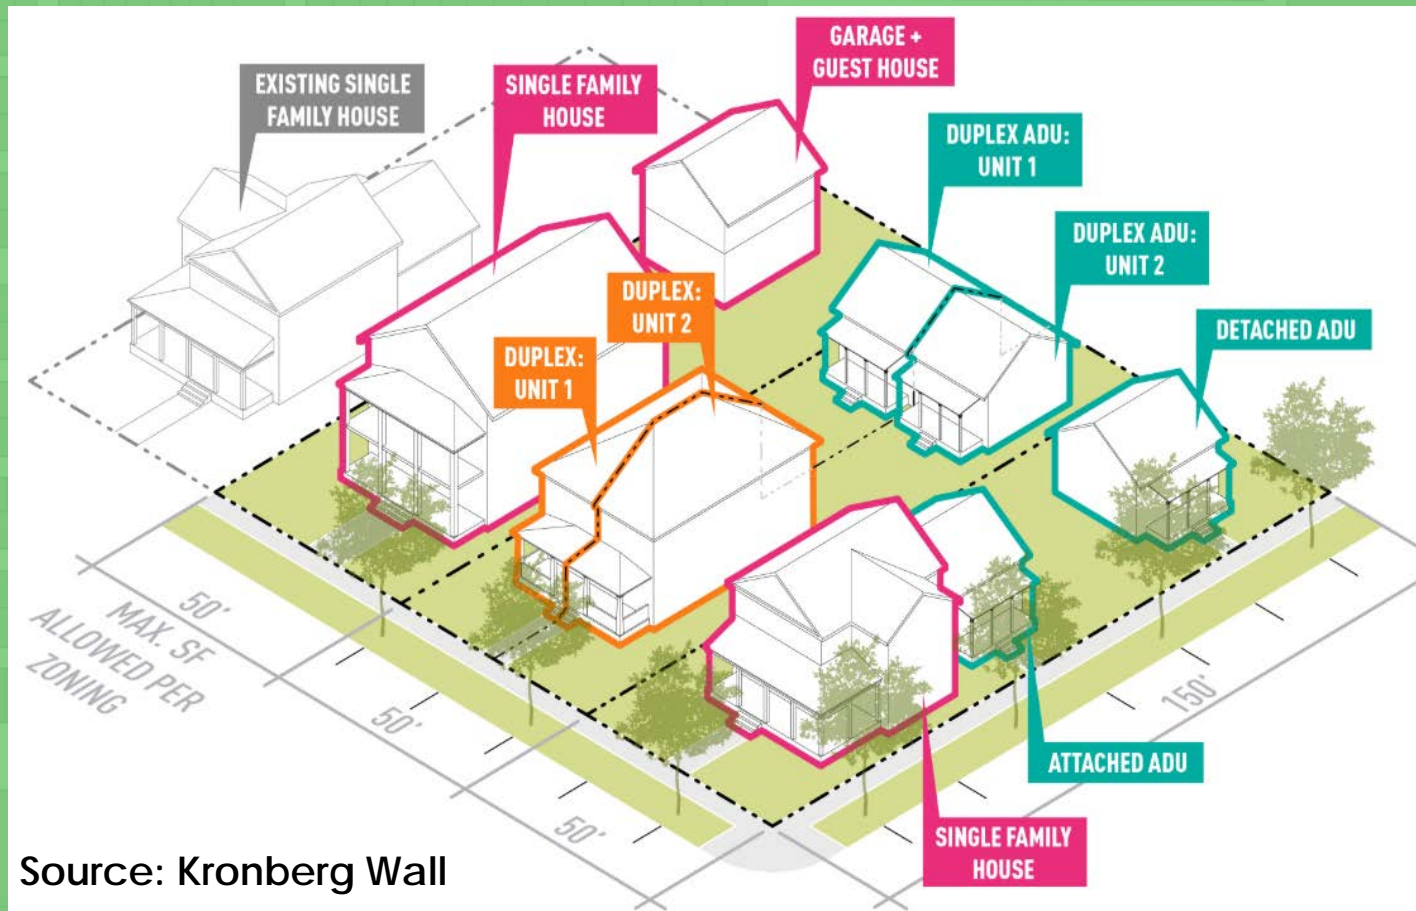 EXISTING SINGLE
FAMILY HOUSE
SINGLE FAMILY
HOUSE
GARAGE +
GUEST HOUSE
DUPLEX ADU:
UNIT 1
DUPLEX ADU:
UNIT 2
DETACHED ADU
DUPLEX:
UNIT 2
DUPLEX:
UNIT 1
50'
MAX. SF
ALLOWED PER
ZONING
50'
50'
150'
ATTACHED ADU
SINGLE FAMILY
HOUSE
Source: Kronberg Wall